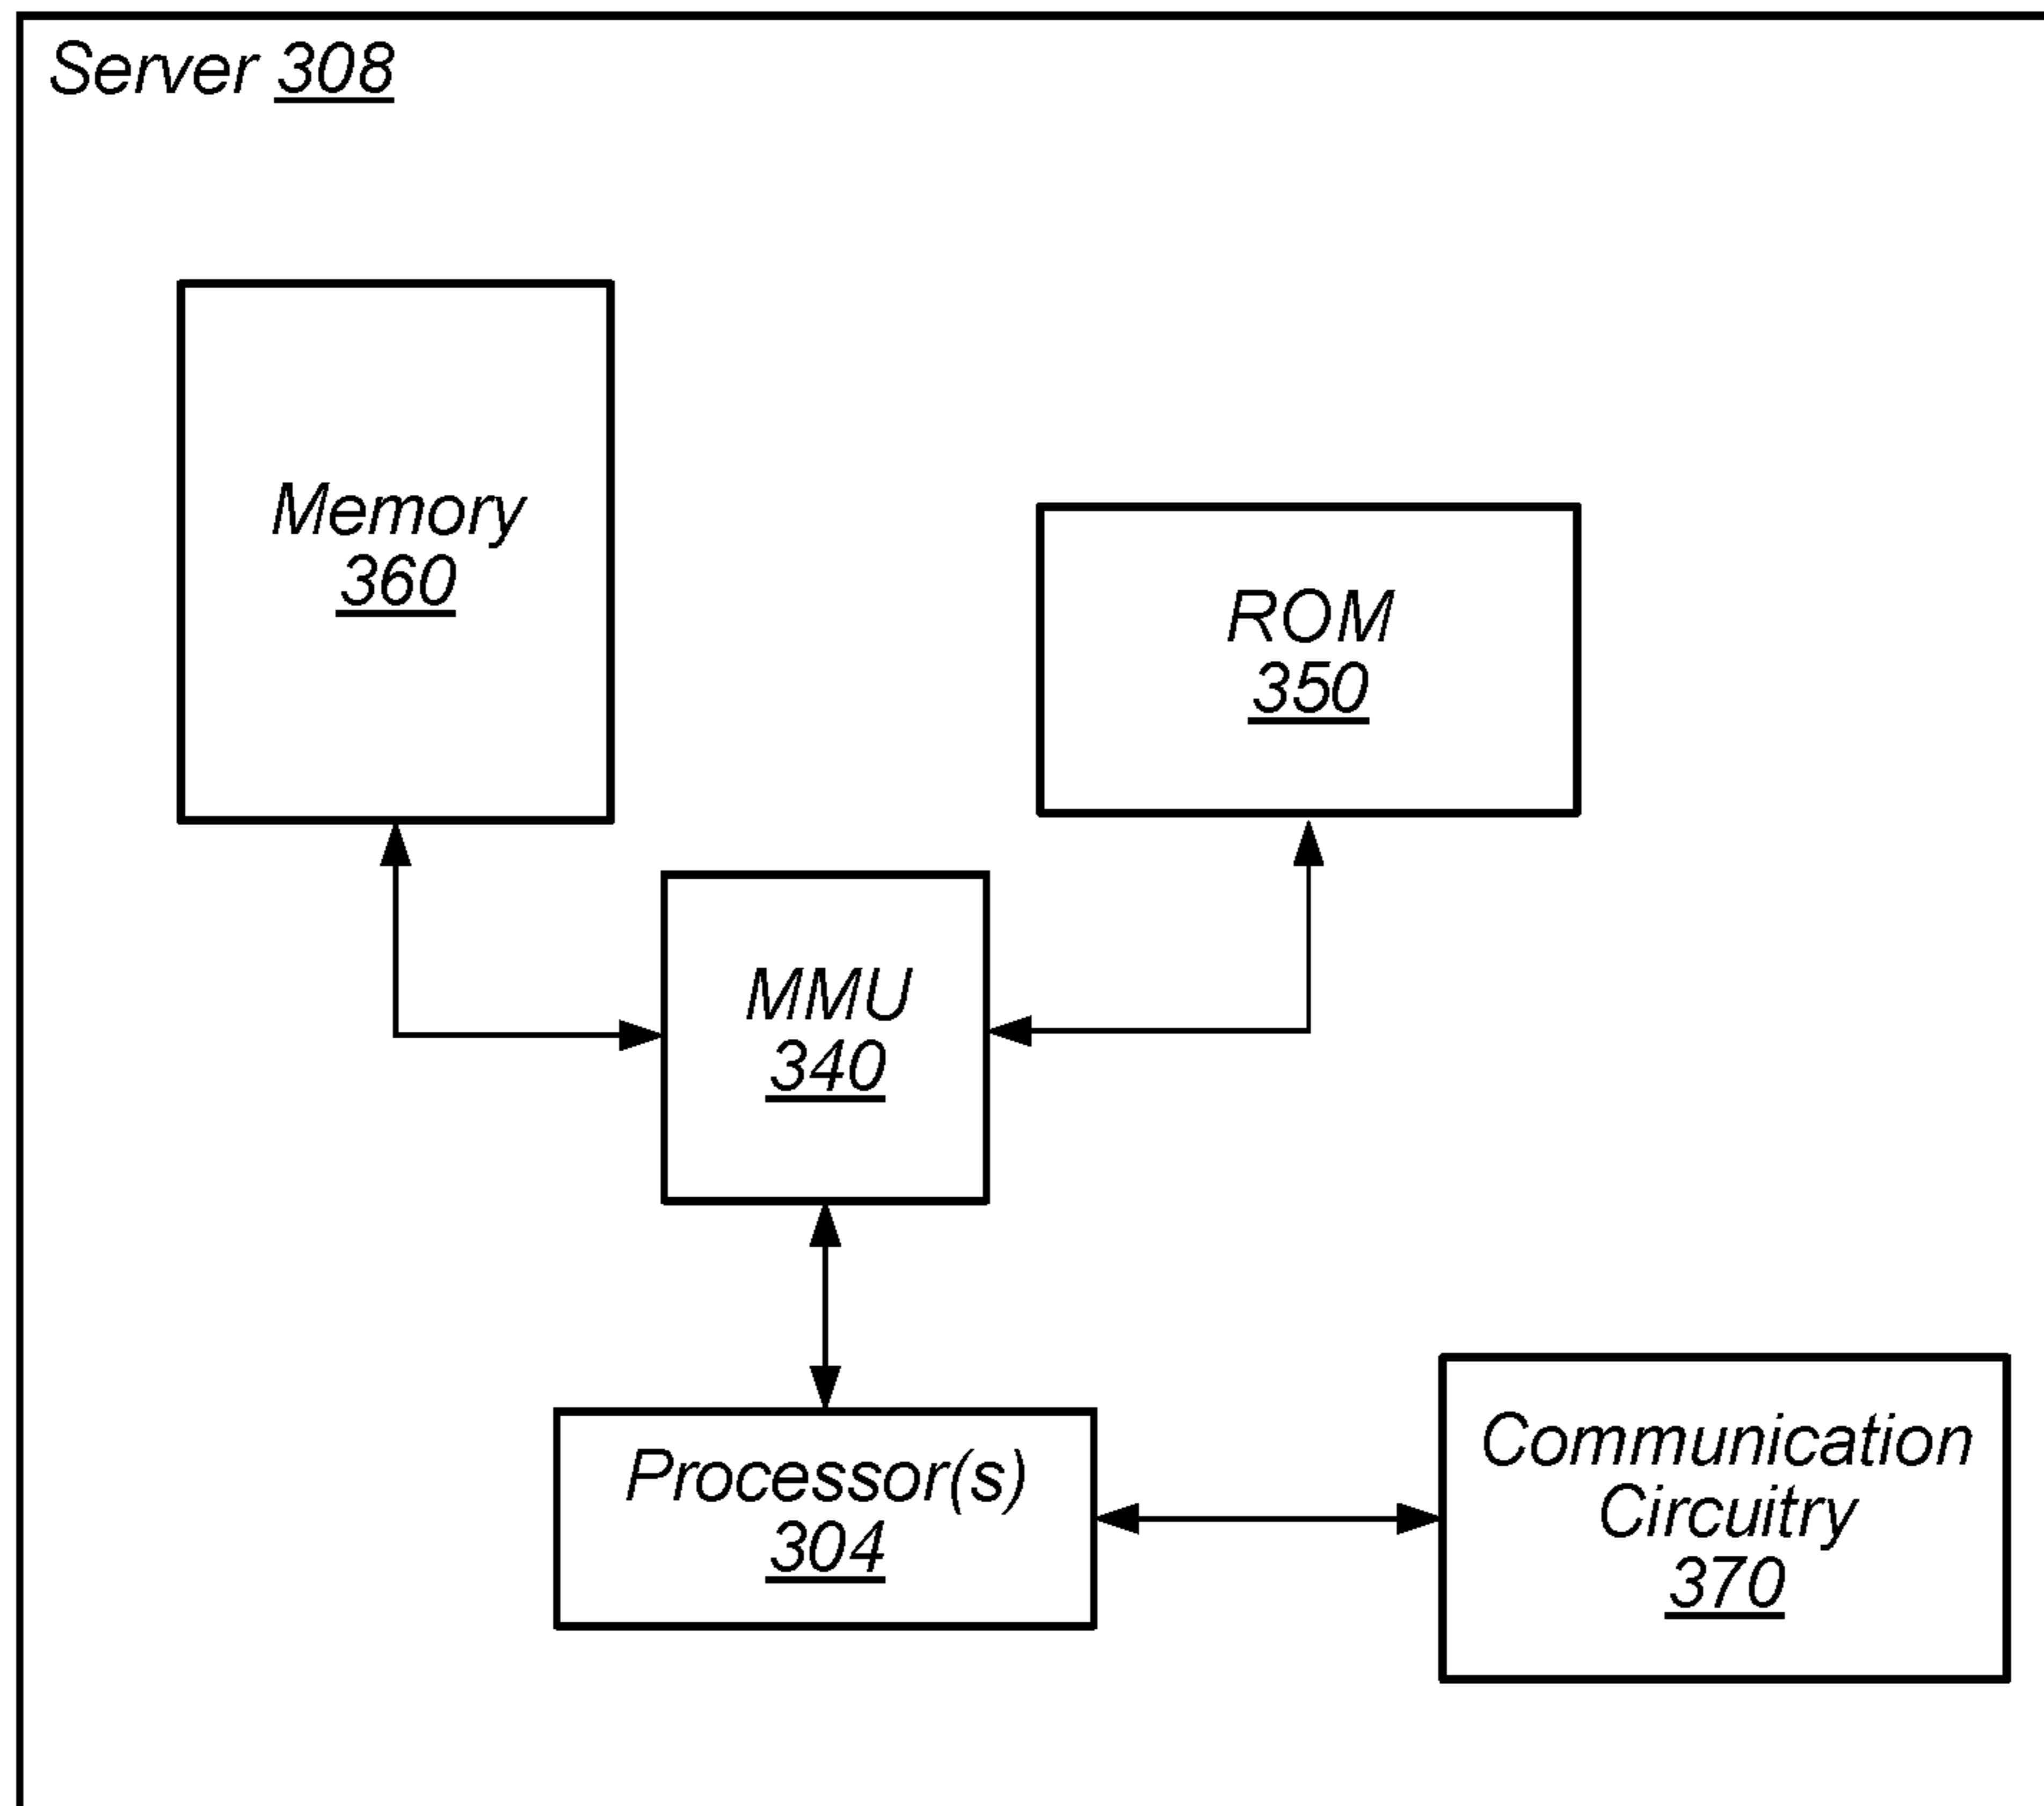 Server 308
Memory
360
ROM
350
MMU
340
Processor(s)
304
Communication
Circuitry
370